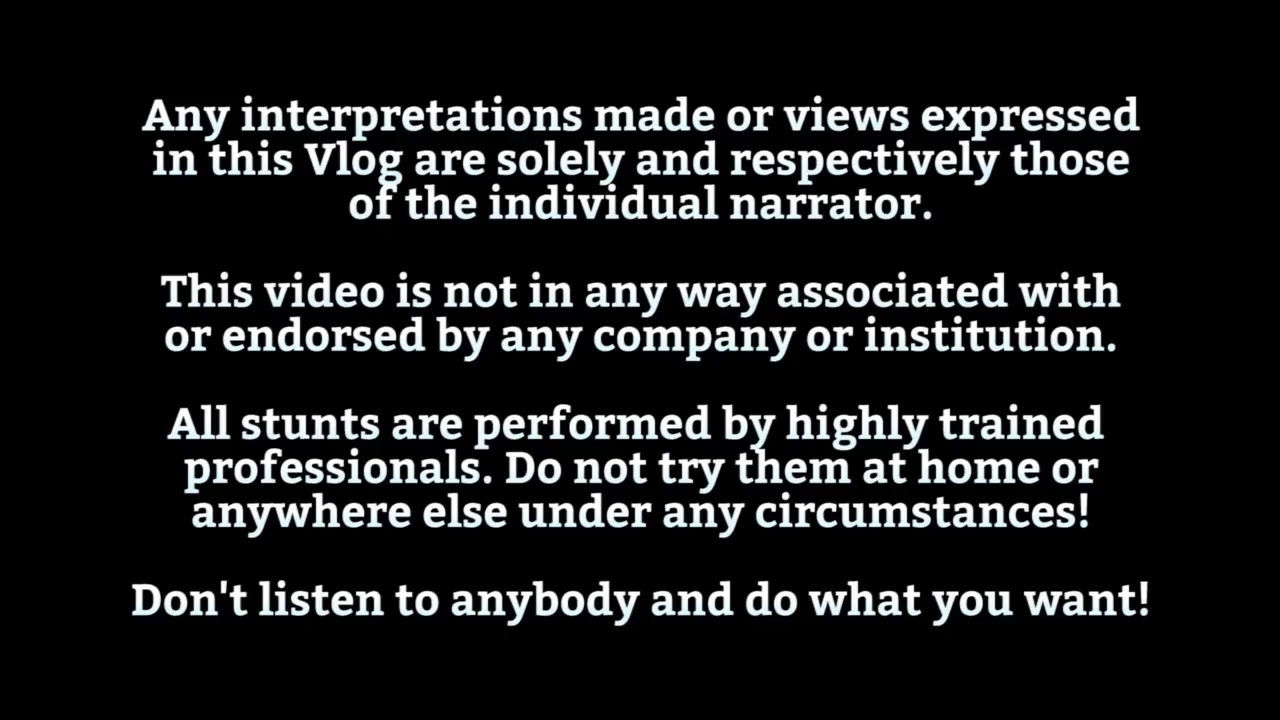 Any interpretations made or views expressed
in this Vlog are solely and respectively those
of the individual narrator.
This video is not in any way associated with
or endorsed by any company or institution.
All stunts are performed by highly trained
professionals. Do not try them at home or
anywhere else under any circumstances!
Don't listen to anybody and do what you want!